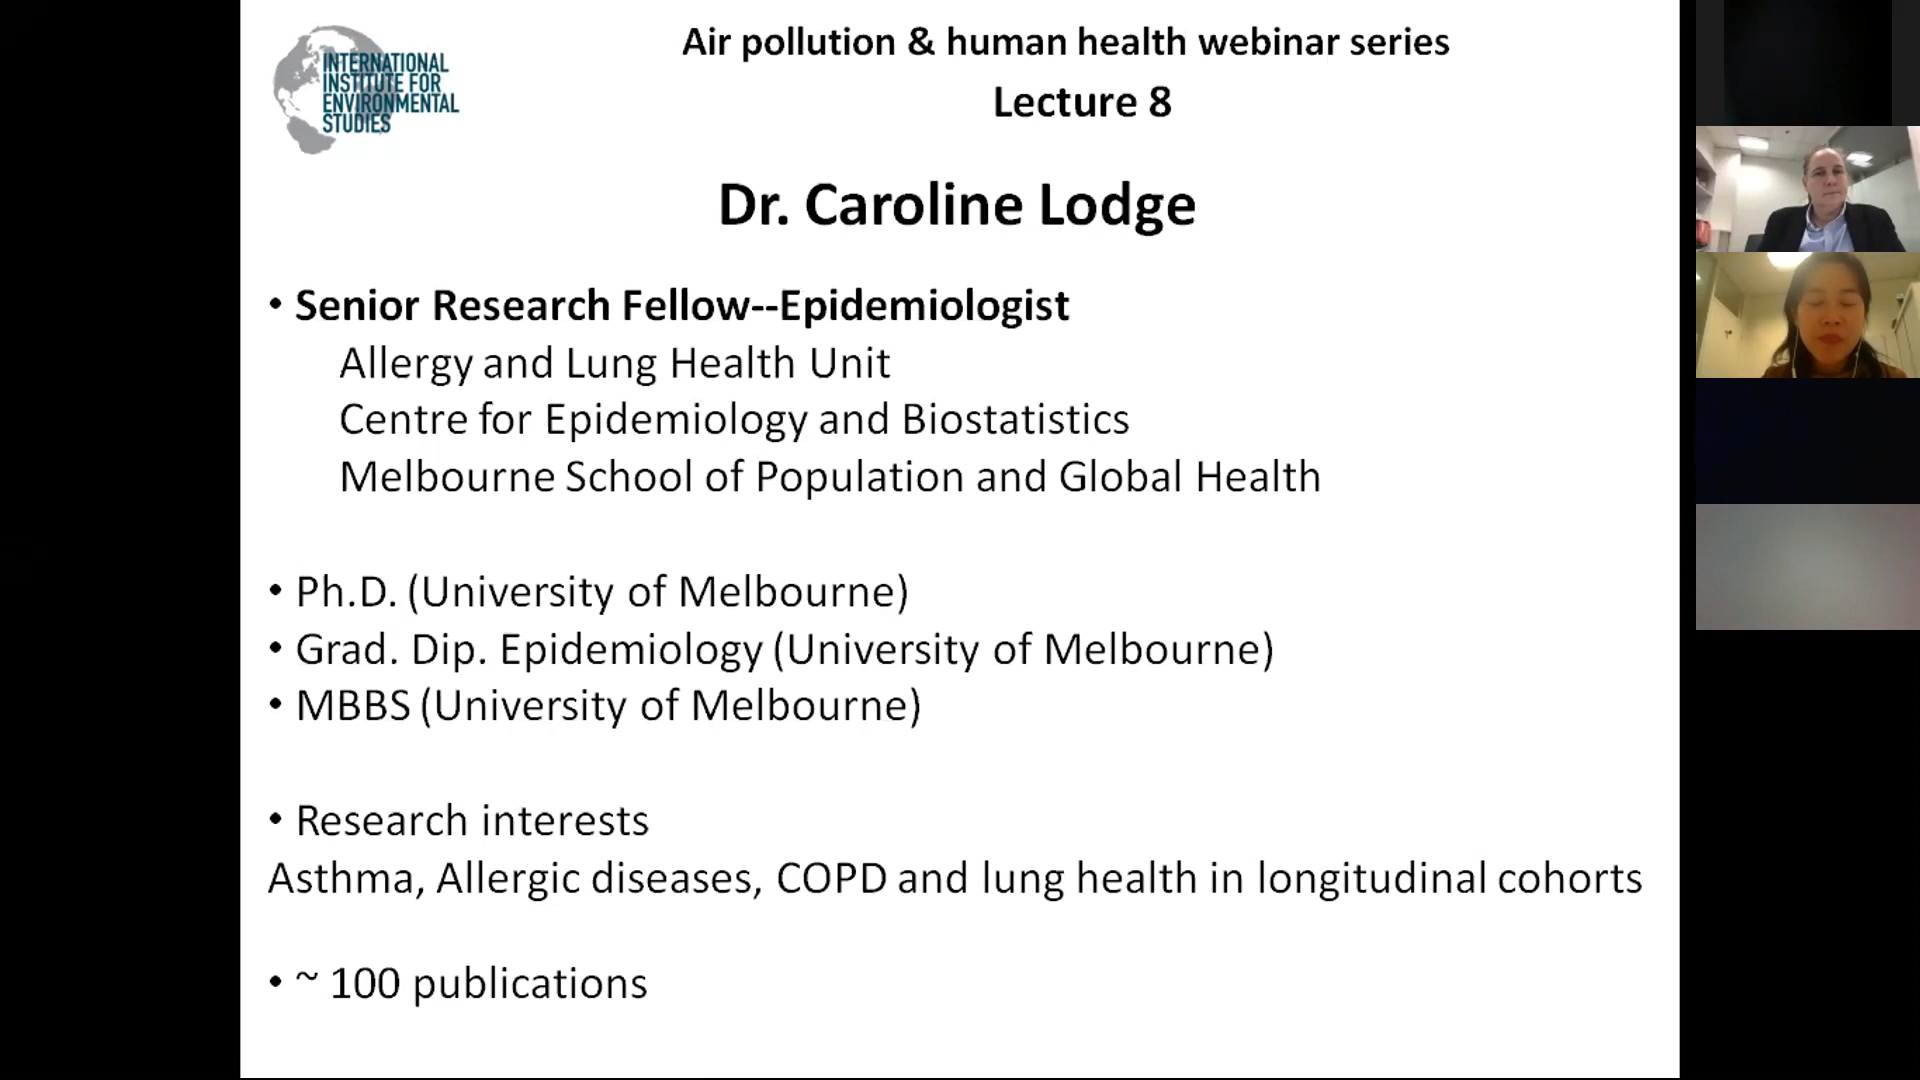 INTERNATIONAL
INSTITUTE FOR
ENVIRONMENTAL
STUDIES
Air pollution & human health webinar series
Lecture 8
Dr. Caroline Lodge
• Senior Research Fellow--Epidemiologist
Allergy and Lung Health Unit
Centre for Epidemiology and Biostatistics
Melbourne School of Population and Global Health
• Ph.D. (University of Melbourne)
• Grad. Dip. Epidemiology (University of Melbourne)
• MBBS (University of Melbourne)
• Research interests
Asthma, Allergic diseases, COPD and lung health in longitudinal cohorts
• ~ 100 publications